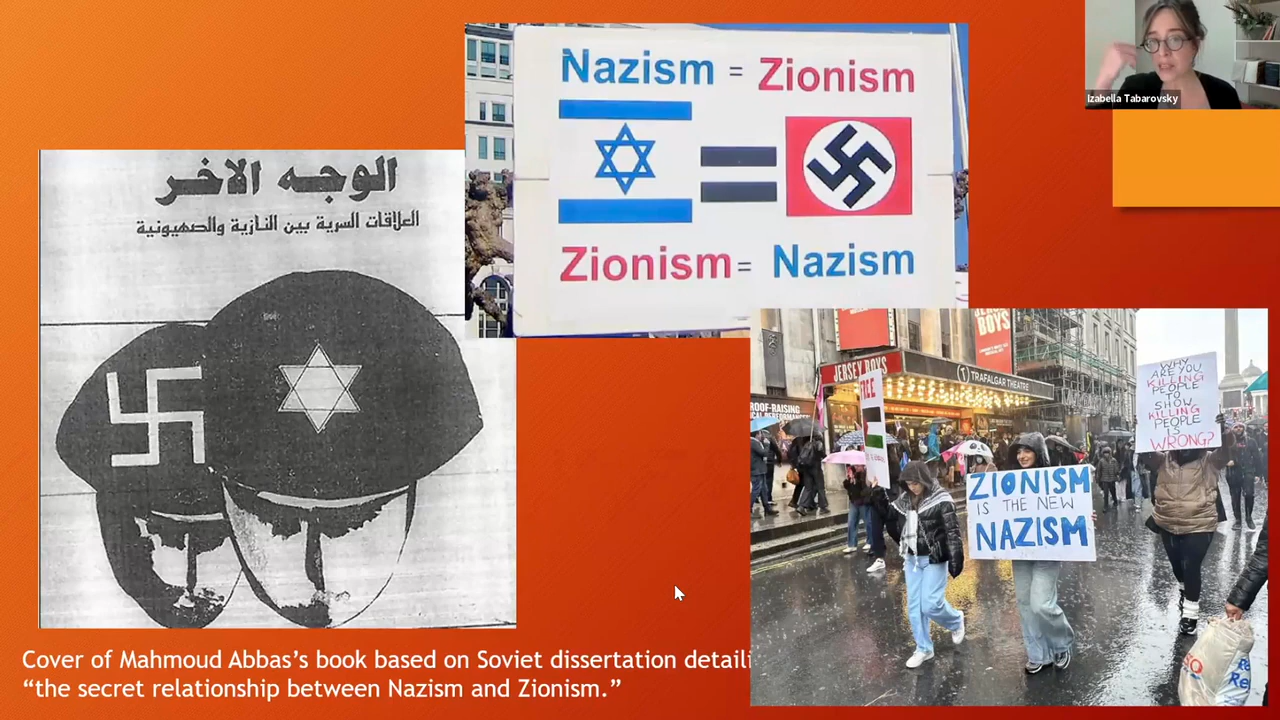 Nazism = Zionism
Zionism = Nazism
Izabella Tabarovsky
الوجه الاخر
العلاقات السرية بين النازية والصهيونية
JERSEY BOYS
TRAFALGAR THEATRE
BOYS
WHY
ARE YOU
KILLING
PEOPLE
TO
SHOW
KILLING
PEOPLE
IS
WRONG?
ZIONISM
IS THE NEW
NAZISM
Cover of Mahmoud Abbas’s book based on Soviet dissertation detaili
“the secret relationship between Nazism and Zionism.”